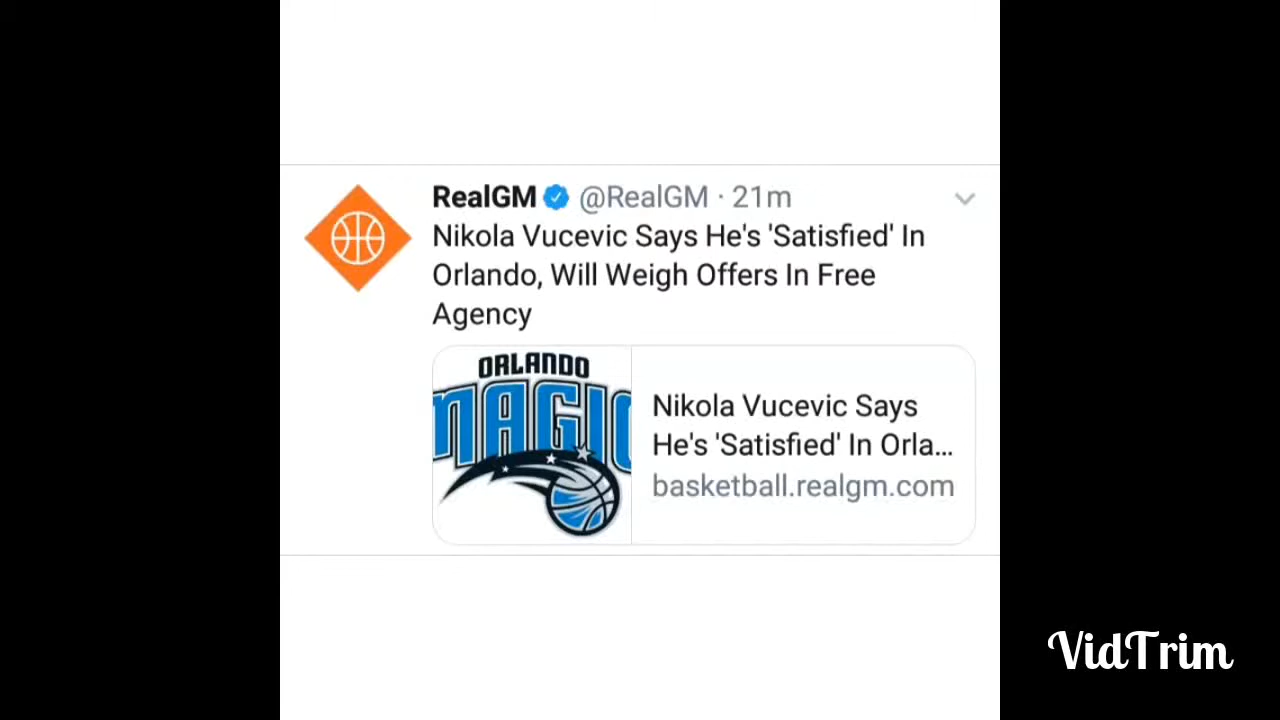 RealGM @RealGM · 21m
Nikola Vucevic Says He's 'Satisfied' In
Orlando, Will Weigh Offers In Free
Agency
ORLANDO
MAGIC
Nikola Vucevic Says
He's 'Satisfied' In Orla...
basketball.realgm.com
VidTrim